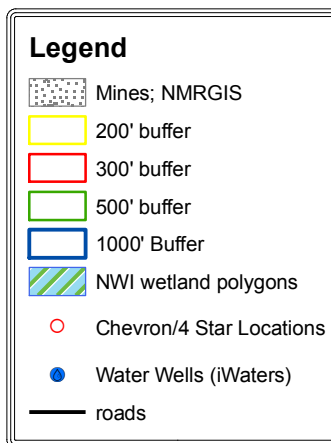 Legend
Mines; NMRGIS
200' buffer
300' buffer
500' buffer
1000' Buffer
NWI wetland polygons
Chevron/4 Star Locations
Water Wells (iWaters)
roads